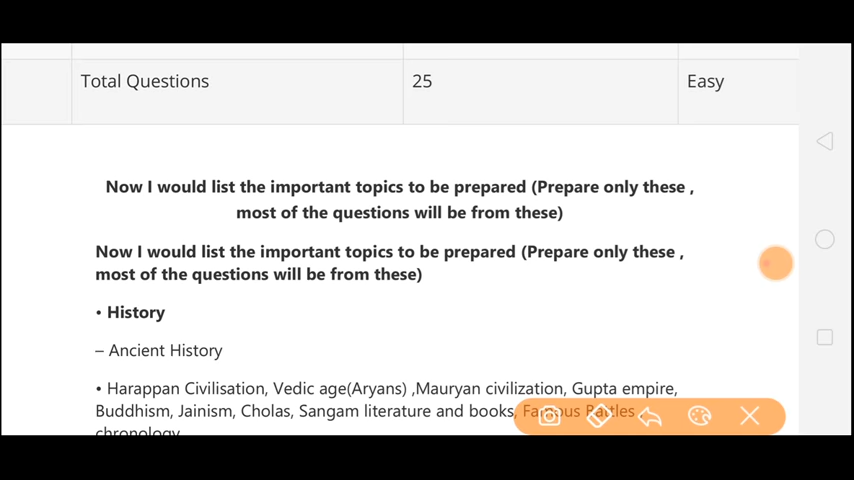 Total Questions 25 Easy
Now I would list the important topics to be prepared (Prepare only these ,
most of the questions will be from these)
Now I would list the important topics to be prepared (Prepare only these ,
most of the questions will be from these)
• History
– Ancient History
• Harappan Civilisation, Vedic age(Aryans) ,Mauryan civilization, Gupta empire,
Buddhism, Jainism, Cholas, Sangam literature and books, Famous Battles ,
chronology